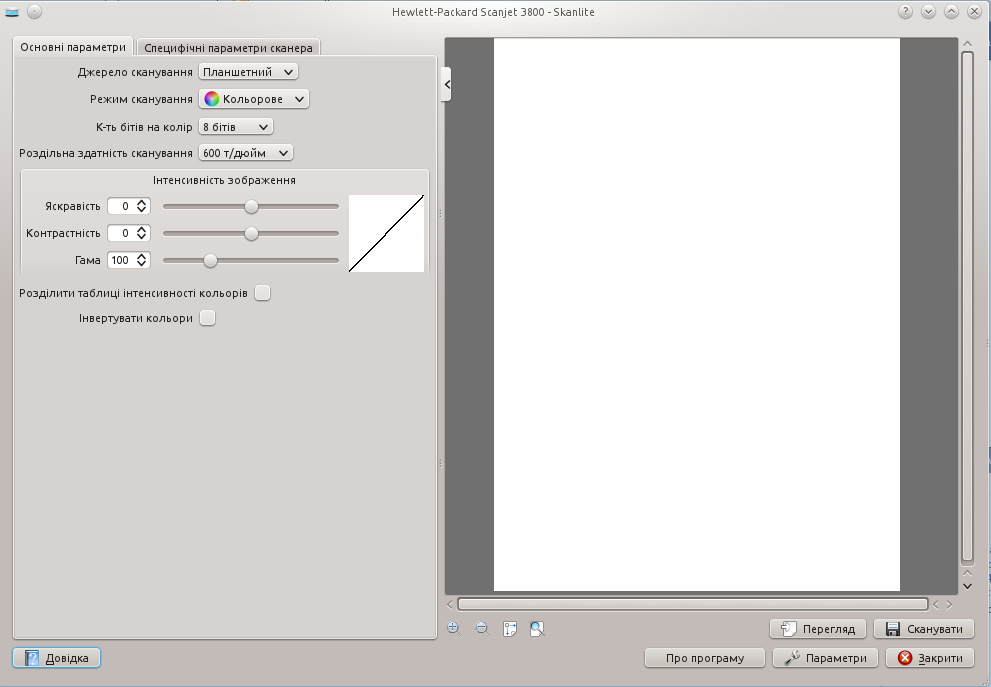 Hewlett-Packard Scanjet 3800 - Skanlite
Основні параметри
Специфічні параметри сканера
Джерело сканування Планшетний
Режим сканування Кольорове
К-ть бітів на колір 8 бітів
Роздільна здатність сканування 600 т/дюйм
Інтенсивність зображення
Яскравість 0
Контрастність 0
Гама 100
Розділити таблиці інтенсивності кольорів
Інвертувати кольори
Перегляд
Сканувати
Довідка
Про програму
Параметри
Закрити